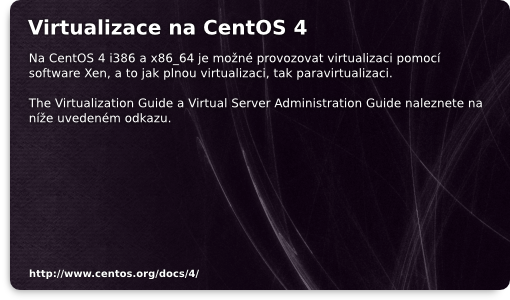 Virtualizace na CentOS 4
Na CentOS 4 i386 a x86_64 je možné provozovat virtualizaci pomocí
software Xen, a to jak plnou virtualizaci, tak paravirtualizaci.
The Virtualization Guide a Virtual Server Administration Guide naleznete na
níže uvedeném odkazu.
http://www.centos.org/docs/4/